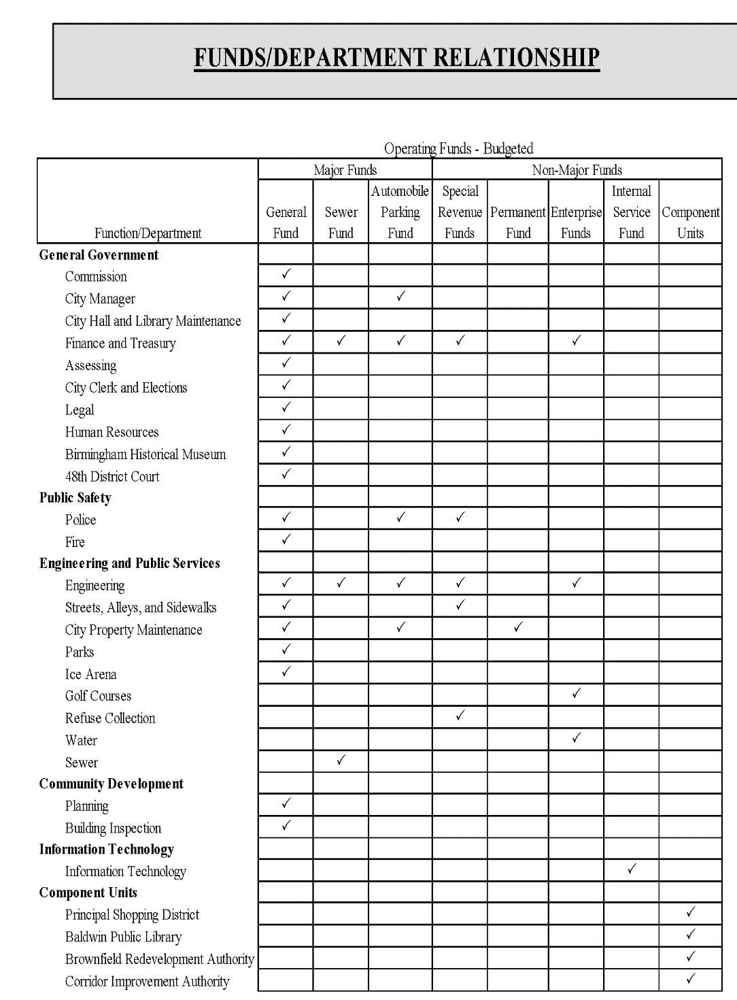 FUNDS/DEPARTMENT RELATIONSHIP
Operating Funds - Budgeted
Major Funds Non-Major Funds
Automobile Special Internal
General Sewer Parking Revenue Permanent Enterprise Service Component
Function/Department Fund Fund Fund Funds Fund Funds Fund Units
General Government
Commission ✓
City Manager ✓ ✓
City Hall and Library Maintenance ✓
Finance and Treasury ✓ ✓ ✓ ✓ ✓
Assessing ✓
City Clerk and Elections ✓
Legal ✓
Human Resources ✓
Birmingham Historical Museum ✓
48th District Court ✓
Public Safety
Police ✓ ✓ ✓
Fire ✓
Engineering and Public Services
Engineering ✓ ✓ ✓ ✓ ✓
Streets, Alleys, and Sidewalks ✓ ✓
City Property Maintenance ✓ ✓ ✓
Parks ✓
Ice Arena ✓
Golf Courses ✓
Refuse Collection ✓
Water ✓
Sewer ✓
Community Development
Planning ✓
Building Inspection ✓
Information Technology
Information Technology ✓
Component Units
Principal Shopping District ✓
Baldwin Public Library ✓
Brownfield Redevelopment Authority ✓
Corridor Improvement Authority ✓